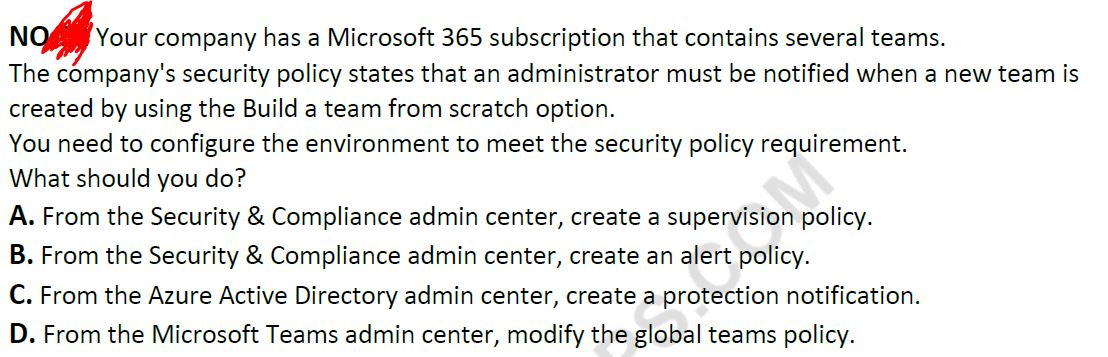 NO Your company has a Microsoft 365 subscription that contains several teams.
The company's security policy states that an administrator must be notified when a new team is
created by using the Build a team from scratch option.
You need to configure the environment to meet the security policy requirement.
What should you do?
A. From the Security & Compliance admin center, create a supervision policy.
B. From the Security & Compliance admin center, create an alert policy.
C. From the Azure Active Directory admin center, create a protection notification.
D. From the Microsoft Teams admin center, modify the global teams policy.
PS.COM